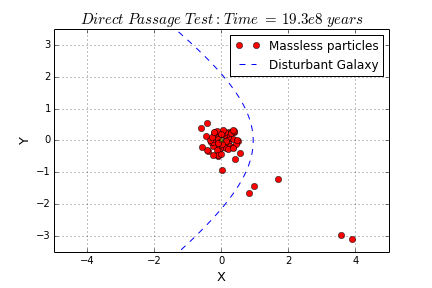 Direct Passage Test: Time = 19.3e8 years
Massless particles
Disturbant Galaxy
3
2
1
0
−1
−2
−3
Y
−4
−2
0
2
4
X